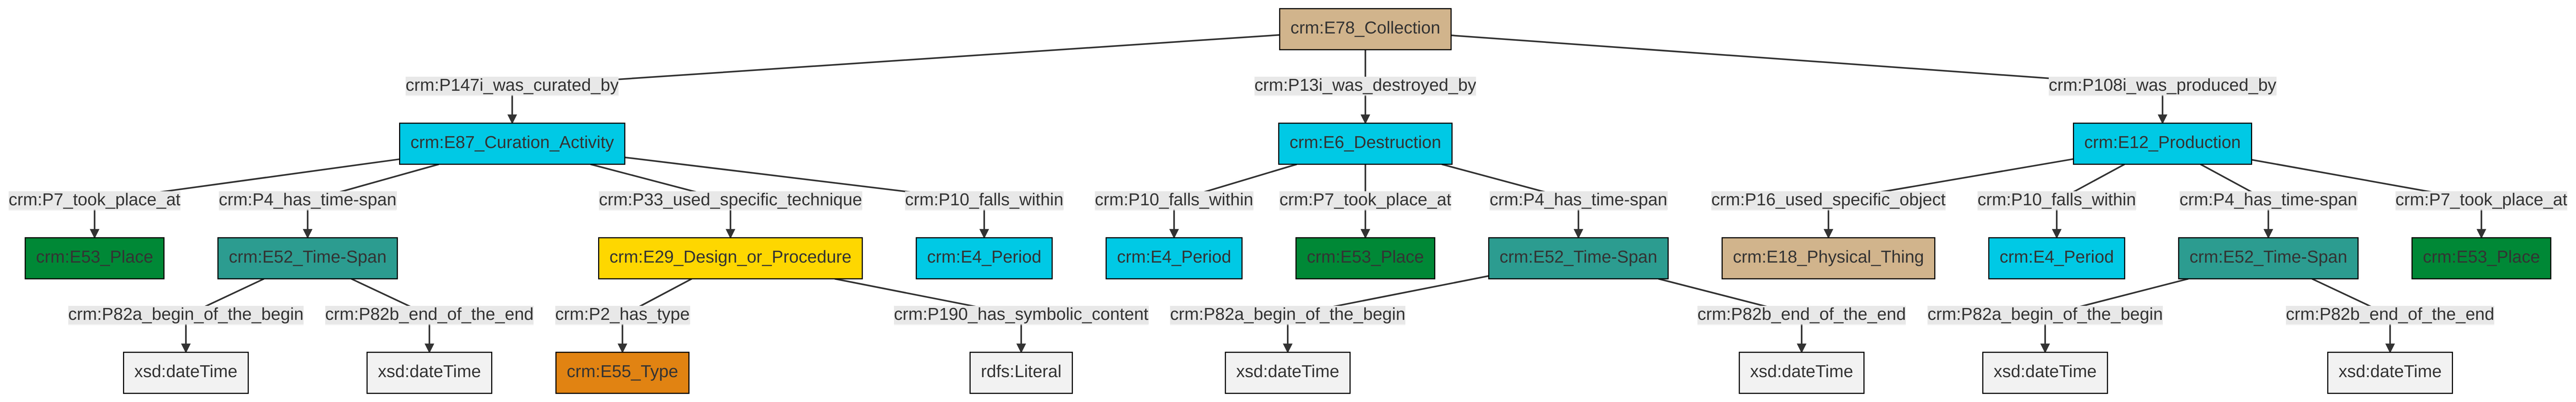 crm:E78_Collection
crm:P147i_was_curated_by
crm:P13i_was_destroyed_by
crm:P108i_was_produced_by
crm:E87_Curation_Activity
crm:E6_Destruction
crm:E12_Production
crm:P7_took_place_at
crm:P4_has_time-span
crm:P33_used_specific_technique
crm:P10_falls_within
crm:P10_falls_within
crm:P7_took_place_at
crm:P4_has_time-span
crm:P16_used_specific_object
crm:P10_falls_within
crm:P4_has_time-span
crm:P7_took_place_at
crm:E53_Place
crm:E52_Time-Span
crm:E29_Design_or_Procedure
crm:E4_Period
crm:E4_Period
crm:E53_Place
crm:E52_Time-Span
crm:E18_Physical_Thing
crm:E4_Period
crm:E52_Time-Span
crm:E53_Place
crm:P82a_begin_of_the_begin
crm:P82b_end_of_the_end
crm:P2_has_type
crm:P190_has_symbolic_content
crm:P82a_begin_of_the_begin
crm:P82b_end_of_the_end
crm:P82a_begin_of_the_begin
crm:P82b_end_of_the_end
xsd:dateTime
xsd:dateTime
crm:E55_Type
rdfs:Literal
xsd:dateTime
xsd:dateTime
xsd:dateTime
xsd:dateTime